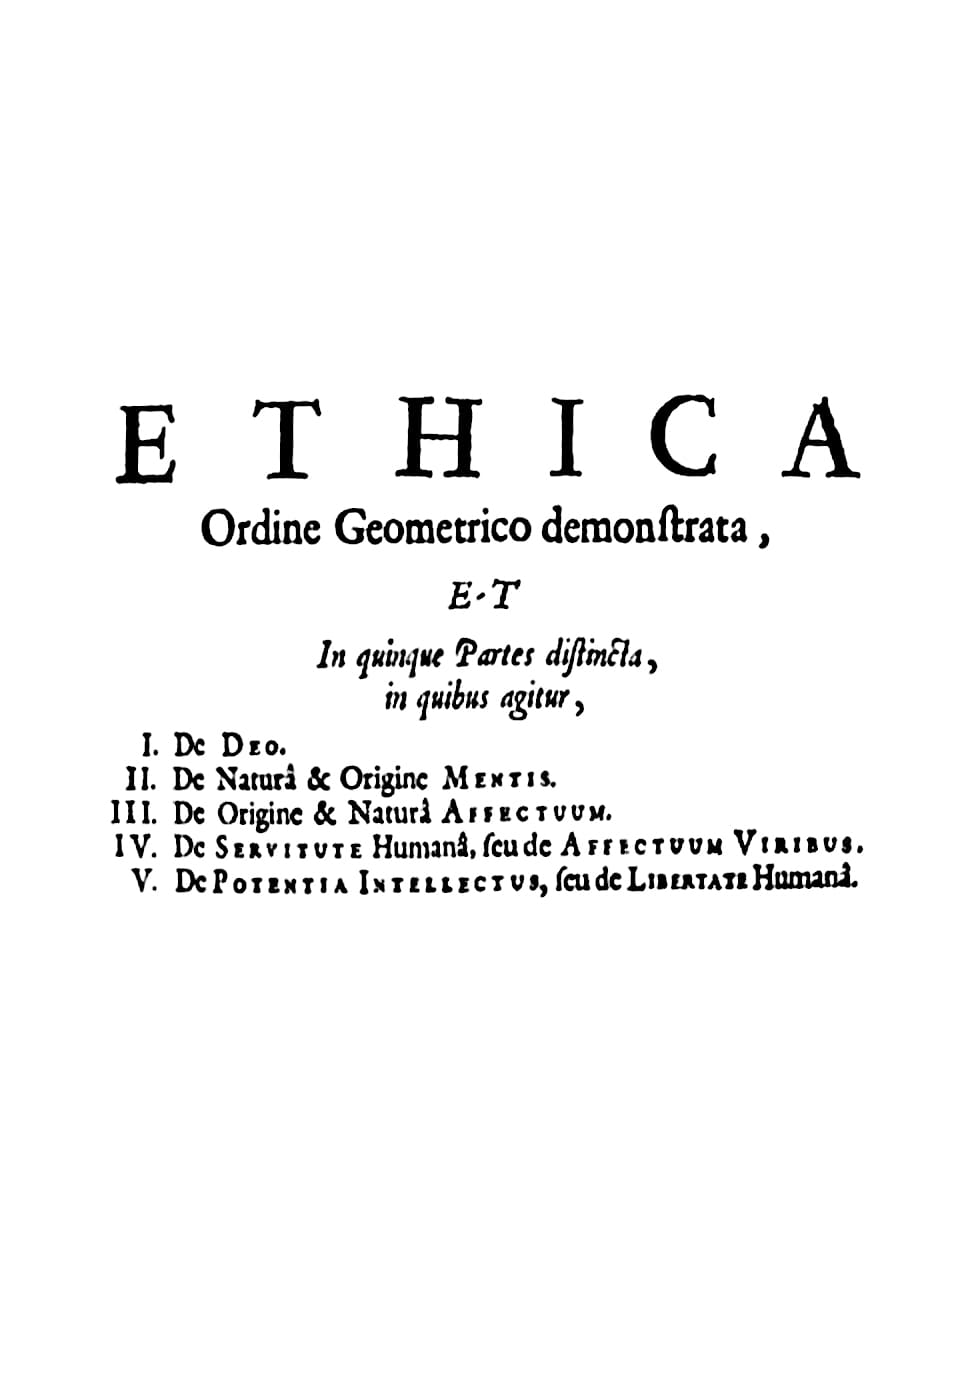 ETHICA
Ordine Geometrico demonſtrata,
ET
In quinque Partes diſtincta,
in quibus agitur,
I. De DEO.
II. De Naturâ & Origine MENTIS.
III. De Origine & Naturâ AFFECTUUM.
IV. De SERVITUTE Humanâ, ſeu de AFFECTUUM VIRIBUS.
V. De POTENTIA INTELLECTUS, ſeu de LIBERTATE Humanâ.